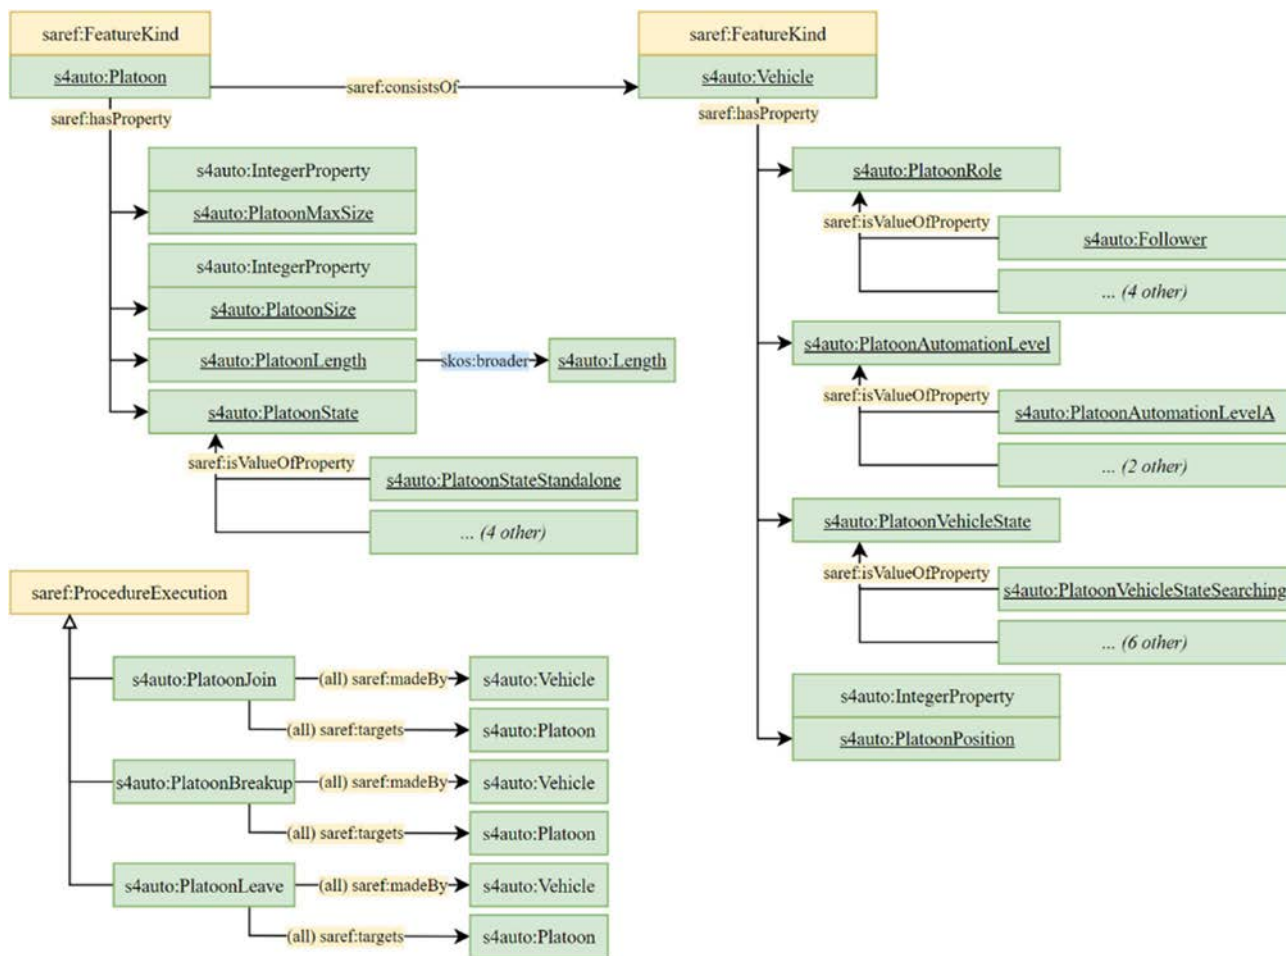 saref:FeatureKind
s4auto:Platoon
saref:consistsOf
saref:FeatureKind
s4auto:Vehicle
saref:hasProperty
s4auto:IntegerProperty
s4auto:PlatoonMaxSize
s4auto:IntegerProperty
s4auto:PlatoonSize
s4auto:PlatoonLength
skos:broader
s4auto:Length
s4auto:PlatoonState
saref:isValueOfProperty
s4auto:PlatoonStateStandalone
... (4 other)
saref:hasProperty
s4auto:PlatoonRole
saref:isValueOfProperty
s4auto:Follower
... (4 other)
s4auto:PlatoonAutomationLevel
saref:isValueOfProperty
s4auto:PlatoonAutomationLevelA
... (2 other)
s4auto:PlatoonVehicleState
saref:isValueOfProperty
s4auto:PlatoonVehicleStateSearching
... (6 other)
s4auto:IntegerProperty
s4auto:PlatoonPosition
saref:ProcedureExecution
s4auto:PlatoonJoin
(all) saref:madeBy
s4auto:Vehicle
(all) saref:targets
s4auto:Platoon
s4auto:PlatoonBreakup
(all) saref:madeBy
s4auto:Vehicle
(all) saref:targets
s4auto:Platoon
s4auto:PlatoonLeave
(all) saref:madeBy
s4auto:Vehicle
(all) saref:targets
s4auto:Platoon